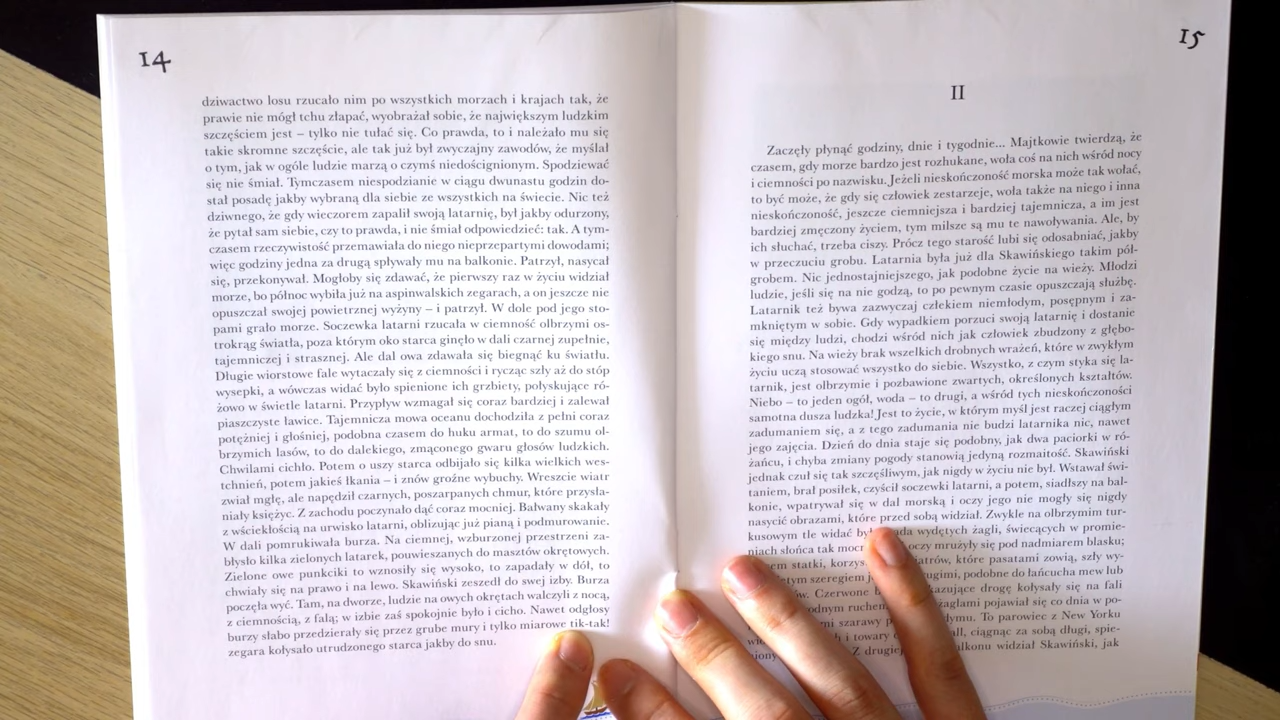 14
dziwactwo losu rzucało nim po wszystkich morzach i krajach tak, że
prawie nie mógł tchu złapać, wyobrażał sobie, że największym ludzkim
szczęściem jest – tylko nie tułać się. Co prawda, to i należało mu się
takie skromne szczęście, ale tak już był zwyczajny zawodów, że myślał
o tym, jak w ogóle ludzie marzą o czymś niedoścignionym. Spodziewać
się nie śmiał. Tymczasem niespodzianie w ciągu dwunastu godzin do-
stał posadę jakby wybraną dla siebie ze wszystkich na świecie. Nic też
dziwnego, że gdy wieczorem zapalił swoją latarnię, był jakby odurzony,
że pytał sam siebie, czy to prawda, i nie śmiał odpowiedzieć: tak. A tym-
czasem rzeczywistość przemawiała do niego nieprzepartymi dowodami;
więc godziny jedna za drugą spływały mu na balkonie. Patrzył, nasycał
się, przekonywał. Mogłoby się zdawać, że pierwszy raz w życiu widział
morze, bo północ wybiła już na aspinwalskich zegarach, a on jeszcze nie
opuszczał swojej powietrznej wyżyny – i patrzył. W dole pod jego sto-
pami grało morze. Soczewka latarni rzucała w ciemność olbrzymi os-
trokrąg światła, poza którym oko starca ginęło w dali czarnej zupełnie,
tajemniczej i strasznej. Ale dal owa zdawała się biegnąć ku światłu.
Długie wiorstowe fale wytaczały się z ciemności i rycząc szły aż do stóp
wysepki, a wówczas widać było spienione ich grzbiety, połyskujące ró-
żowo w świetle latarni. Przypływ wzmagał się coraz bardziej i zalewał
piaszczyste ławice. Tajemnicza mowa oceanu dochodziła z pełni coraz
potężniej i głośniej, podobna czasem do huku armat, to do szumu ol-
brzymich lasów, to do dalekiego, zmąconego gwaru głosów ludzkich.
Chwilami cichło. Potem o uszy starca odbijało się kilka wielkich wes-
tchnień, potem jakieś łkania – i znów groźne wybuchy. Wreszcie wiatr
zwiał mgłę, ale napędził czarnych, poszarpanych chmur, które przysła-
niały księżyc. Z zachodu poczynało dąć coraz mocniej. Bałwany skakały
z wściekłością na urwisko latarni, oblizując już pianą i podmurowanie.
W dali pomrukiwała burza. Na ciemnej, wzburzonej przestrzeni za-
błysło kilka zielonych latarek, pouwieszanych do masztów okrętowych.
Zielone owe punkciki to wznosiły się wysoko, to zapadały w dół, to
chwiały się na prawo i na lewo. Skawiński zeszedł do swej izby. Burza
poczęła wyć. Tam, na dworze, ludzie na owych okrętach walczyli z nocą,
z ciemnością, z falą; w izbie zaś spokojnie było i cicho. Nawet odgłosy
burzy słabo przedzierały się przez grube mury i tylko miarowe tik-tak!
zegara kołysało utrudzonego starca jakby do snu.
15
II
Zaczęły płynąć godziny, dnie i tygodnie... Majtkowie twierdzą, że
czasem, gdy morze bardzo jest rozhukane, woła coś na nich wśród nocy
i ciemności po nazwisku. Jeżeli nieskończoność morska może tak wołać,
to być może, że gdy się człowiek zestarzeje, woła także na niego i inna
nieskończoność, jeszcze ciemniejsza i bardziej tajemnicza, a im jest
bardziej zmęczony życiem, tym milsze są mu te nawoływania. Ale, by
ich słuchać, trzeba ciszy. Prócz tego starość lubi się odosabniać, jakby
w przeczuciu grobu. Latarnia była już dla Skawińskiego takim pół-
grobem. Nic jednostajniejszego, jak podobne życie na wieży. Młodzi
ludzie, jeśli się na nie godzą, to po pewnym czasie opuszczają służbę.
Latarnik też bywa zazwyczaj człekiem niemłodym, posępnym i za-
mkniętym w sobie. Gdy wypadkiem porzuci swoją latarnię i dostanie
się między ludzi, chodzi wśród nich jak człowiek zbudzony z głębo-
kiego snu. Na wieży brak wszelkich drobnych wrażeń, które w zwykłym
życiu uczą stosować wszystko do siebie. Wszystko, z czym styka się la-
tarnik, jest olbrzymie i pozbawione zwartych, określonych kształtów.
Niebo – to jeden ogół, woda – to drugi, a wśród tych nieskończoności
samotna dusza ludzka! Jest to życie, w którym myśl jest raczej ciągłym
zadumaniem się, a z tego zadumania nie budzi latarnika nic, nawet
jego zajęcia. Dzień do dnia staje się podobny, jak dwa paciorki w ró-
żańcu, i chyba zmiany pogody stanowią jedyną rozmaitość. Skawiński
jednak czuł się tak szczęśliwym, jak nigdy w życiu nie był. Wstawał świ-
taniem, brał posiłek, czyścił soczewki latarni, a potem, siadłszy na bal-
konie, wpatrywał się w dal morską i oczy jego nie mogły się nigdy
nasycić obrazami, które przed sobą widział. Zwykle na olbrzymim tur-
kusowym tle widać wydętych żagli, świecących w promie-
niach słońca tak oczy mrużyły się pod nadmiarem blasku;
statki, które pasatami zowią, szły wy-
szeregiem podobne do łańcucha mew lub
Czerwone drogę kołysały się na fali
żaglami pojawiał się co dnia w po-
szarawy To parowiec z New Yorku
i towary ciągnąc za sobą długi, spie-
Z widział Skawiński, jak